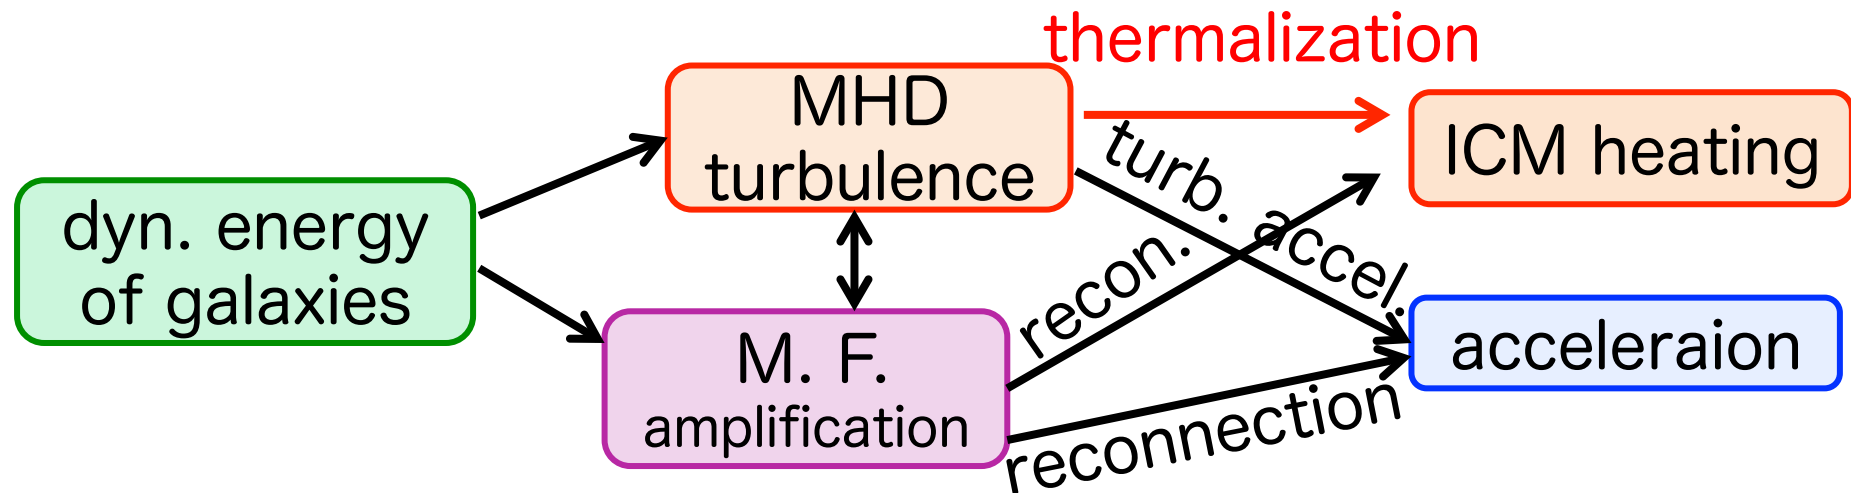 thermalization
MHD
turbulence
ICM heating
turb. accel.
dyn. energy
of galaxies
recon.
M. F.
amplification
acceleraion
reconnection